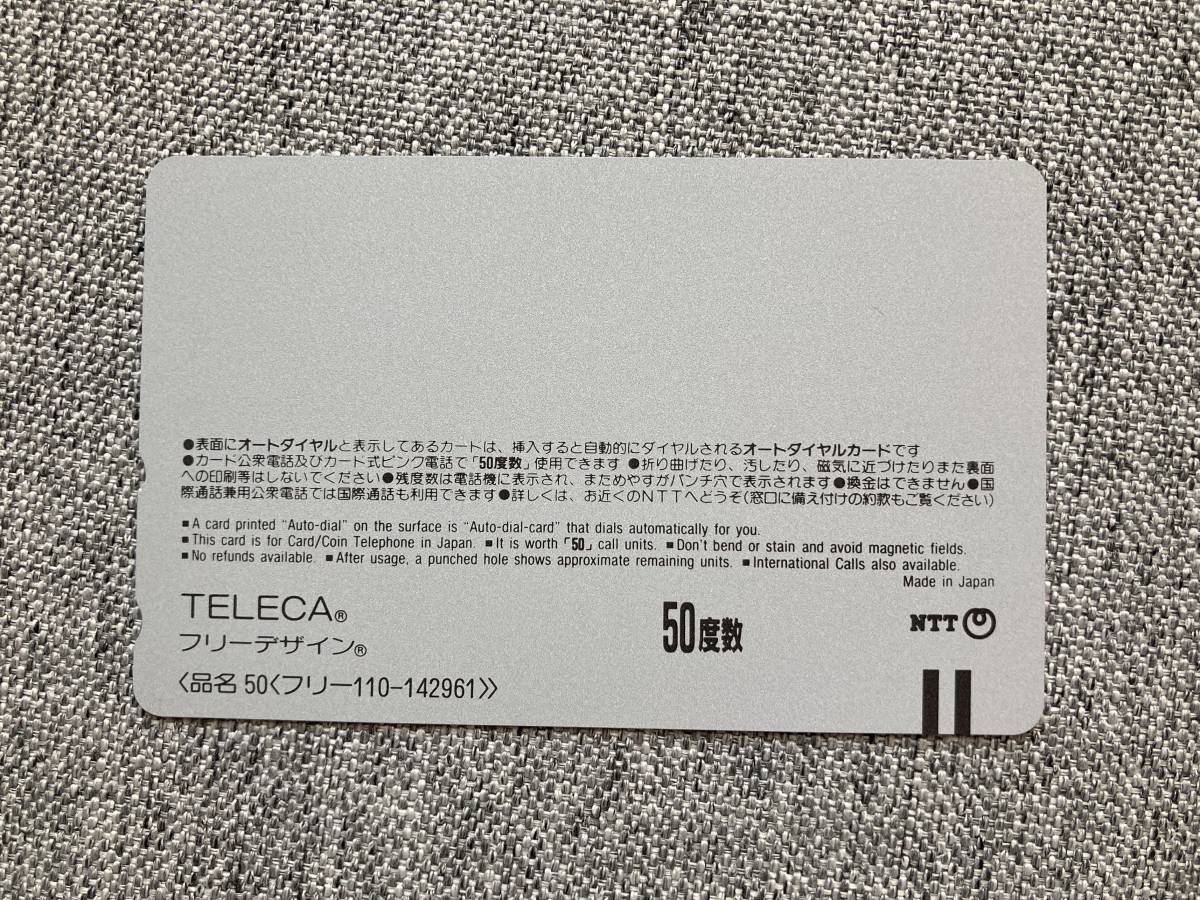 ●表面にオートダイヤルと表示してあるカードは、挿入すると自動的にダイヤルされるオートダイヤルカードです
●カード公衆電話及びカード式ピンク電話で「50度数」使用できます ●折り曲げたり、汚したり、磁気に近づけたりまた裏面
への印刷等はしないでください●残度数は電話機に表示され、まためやすがパンチ穴で表示されます●換金はできません●国
際通話兼用公衆電話では国際通話も利用できます●詳しくは、お近くのNTTへどうぞ(窓口に備え付けの約款もご覧ください)
■A card printed “Auto-dial” on the surface is “Auto-dial-card” that dials automatically for you.
■This card is for Card/Coin Telephone in Japan. ■It is worth「50」call units. ■Don't bend or stain and avoid magnetic fields.
■No refunds available. ■After usage, a punched hole shows approximate remaining units. ■International Calls also available.
Made in Japan
TELECA®
フリーデザイン®
50度数
NTT
〈品名 50〈フリー110-142961〉〉